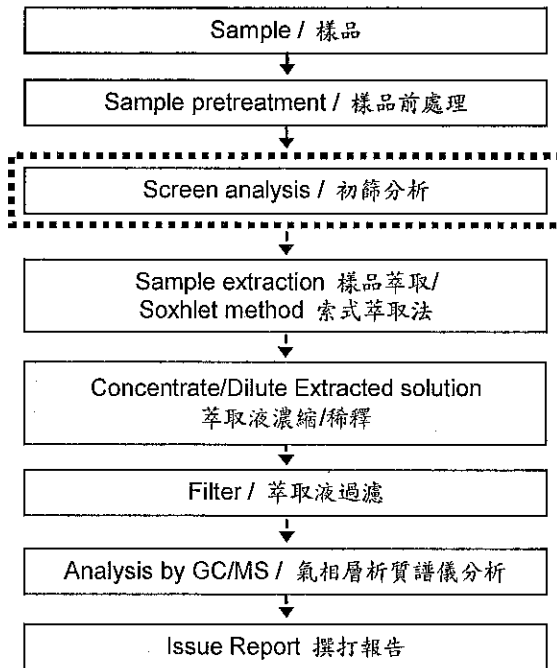 Sample / 樣品
Sample pretreatment / 樣品前處理
Screen analysis / 初篩分析
Sample extraction 樣品萃取/
Soxhlet method 索式萃取法
Concentrate/Dilute Extracted solution
萃取液濃縮/稀釋
Filter / 萃取液過濾
Analysis by GC/MS / 氣相層析質譜儀分析
Issue Report 撰打報告